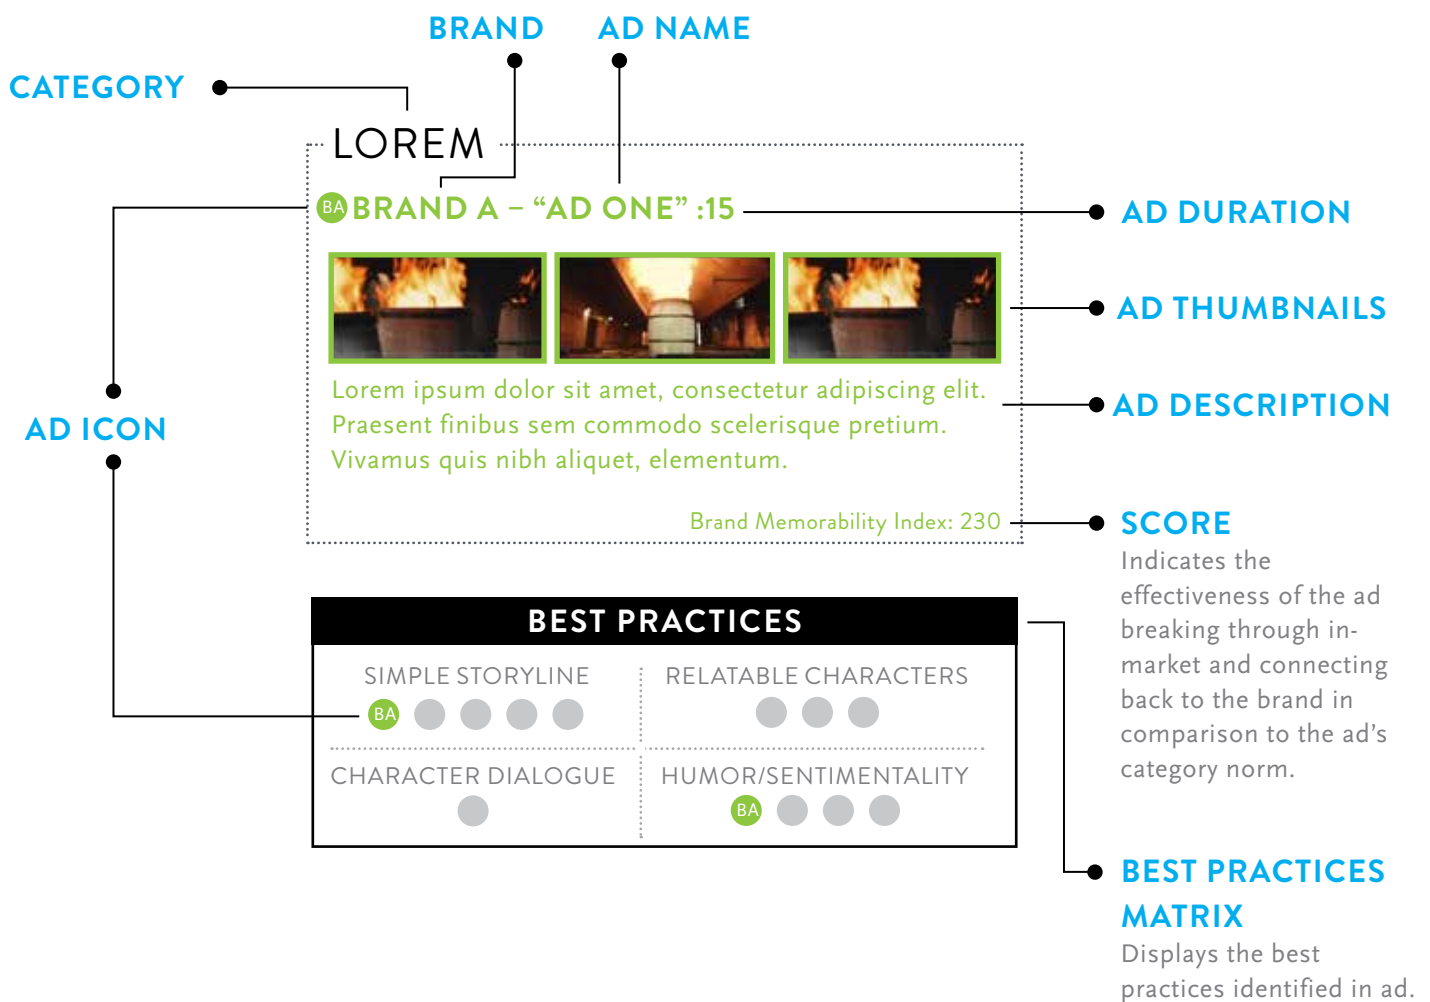 BRAND
AD NAME
CATEGORY
LOREM
BA BRAND A – “AD ONE” :15
AD DURATION
AD THUMBNAILS
Lorem ipsum dolor sit amet, consectetur adipiscing elit.
Praesent finibus sem commodo scelerisque pretium.
Vivamus quis nibh aliquet, elementum.
AD DESCRIPTION
AD ICON
Brand Memorability Index: 230
SCORE
Indicates the
effectiveness of the ad
breaking through in-
market and connecting
back to the brand in
comparison to the ad’s
category norm.
BEST PRACTICES
SIMPLE STORYLINE
BA
RELATABLE CHARACTERS
CHARACTER DIALOGUE
HUMOR/SENTIMENTALITY
BA
BEST PRACTICES
MATRIX
Displays the best
practices identified in ad.